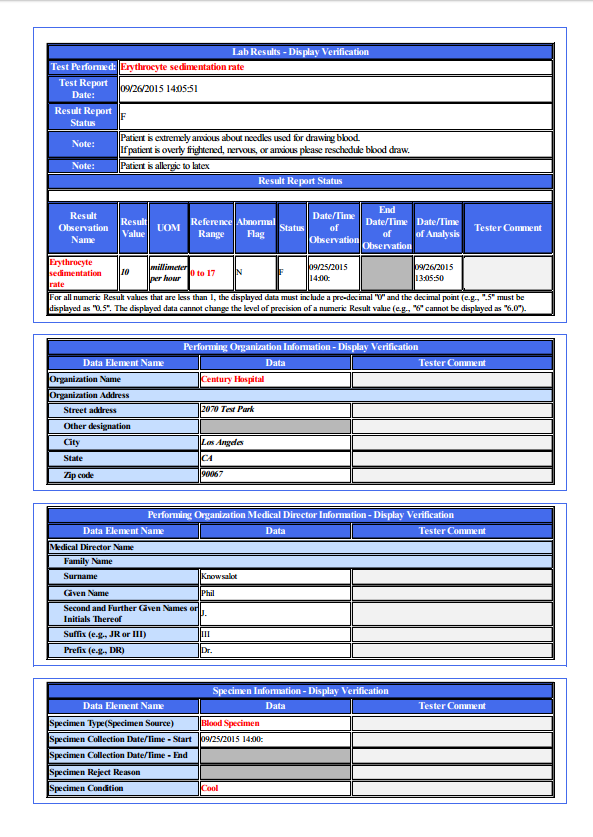 Lab Results - Display Verification
Test Performed: Erythrocyte sedimentation rate
Test Report Date: 09/26/2015 14:05:51
Result Report Status F
Note: Patient is extremely anxious about needles used for drawing blood.
If patient is overly frightened, nervous, or anxious please reschedule blood draw.
Note: Patient is allergic to latex
Result Report Status
Result Observation Name Result Value UOM Reference Range Abnormal Flag Status Date/Time of Observation End Date/Time of Observation Date/Time of Analysis Tester Comment
Erythrocyte sedimentation rate 10 millimeter per hour 0 to 17 N F 09/25/2015 14:00: 09/26/2015 13:05:50
For all numeric Result values that are less than 1, the displayed data must include a pre-decimal "0" and the decimal point (e.g., ".5" must be
displayed as "0.5". The displayed data cannot change the level of precision of a numeric Result value (e.g., "6" cannot be displayed as "6.0").
Performing Organization Information - Display Verification
Data Element Name Data Tester Comment
Organization Name Century Hospital
Organization Address
Street address 2070 Test Park
Other designation
City Los Angeles
State CA
Zip code 90067
Performing Organization Medical Director Information - Display Verification
Data Element Name Data Tester Comment
Medical Director Name
Family Name
Surname Knowsalot
Given Name Phil
Second and Further Given Names or Initials Thereof J.
Suffix (e.g., JR or III) III
Prefix (e.g., DR) Dr.
Specimen Information - Display Verification
Data Element Name Data Tester Comment
Specimen Type(Specimen Source) Blood Specimen
Specimen Collection Date/Time - Start 09/25/2015 14:00:
Specimen Collection Date/Time - End
Specimen Reject Reason
Specimen Condition Cool